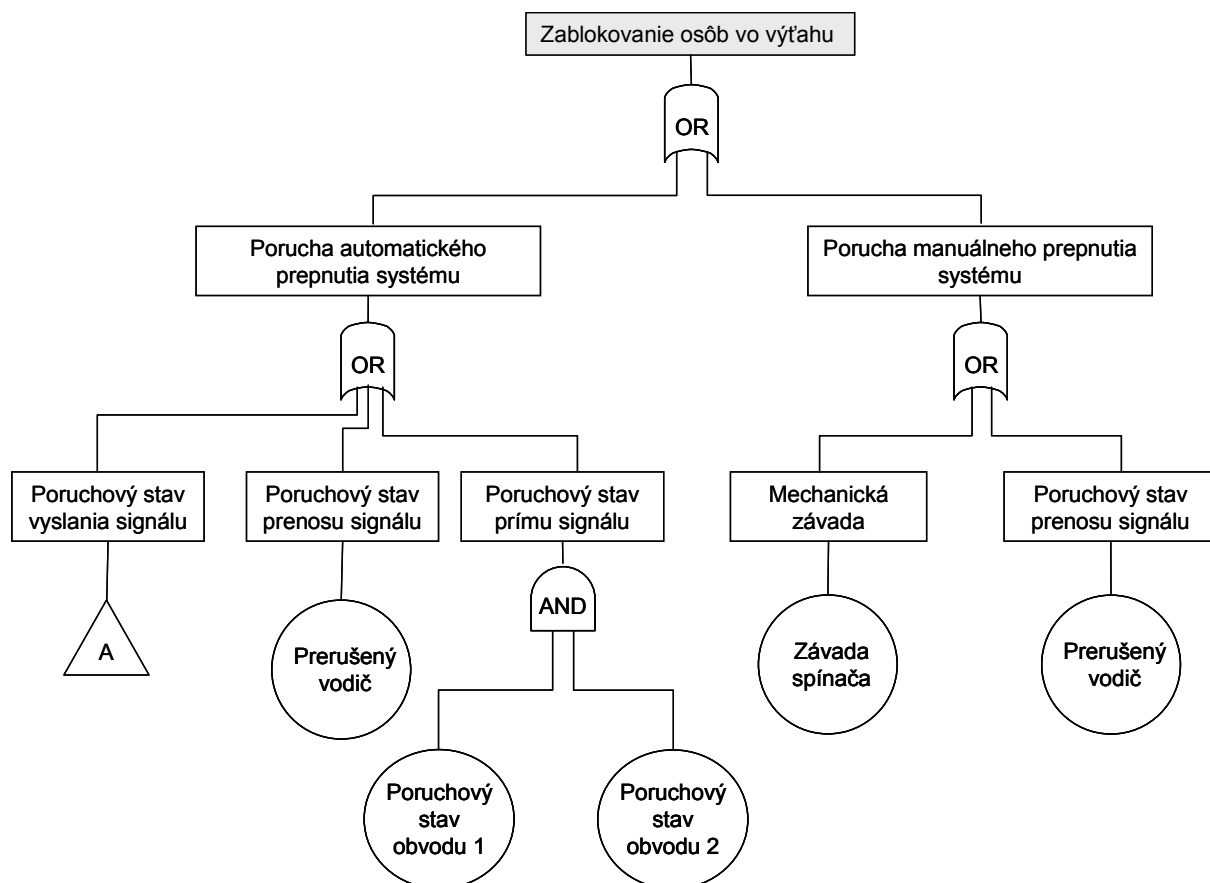 Zablokovanie osôb vo výťahu
OR
Porucha automatického
prepnutia systému
Porucha manuálneho prepnutia
systému
OR
OR
Poruchový stav
vyslania signálu
Poruchový stav
prenosu signálu
Poruchový stav
prímu signálu
Mechanická
závada
Poruchový stav
prenosu signálu
A
Prerušený
vodič
AND
Závada
spínača
Prerušený
vodič
Poruchový
stav
obvodu 1
Poruchový
stav
obvodu 2